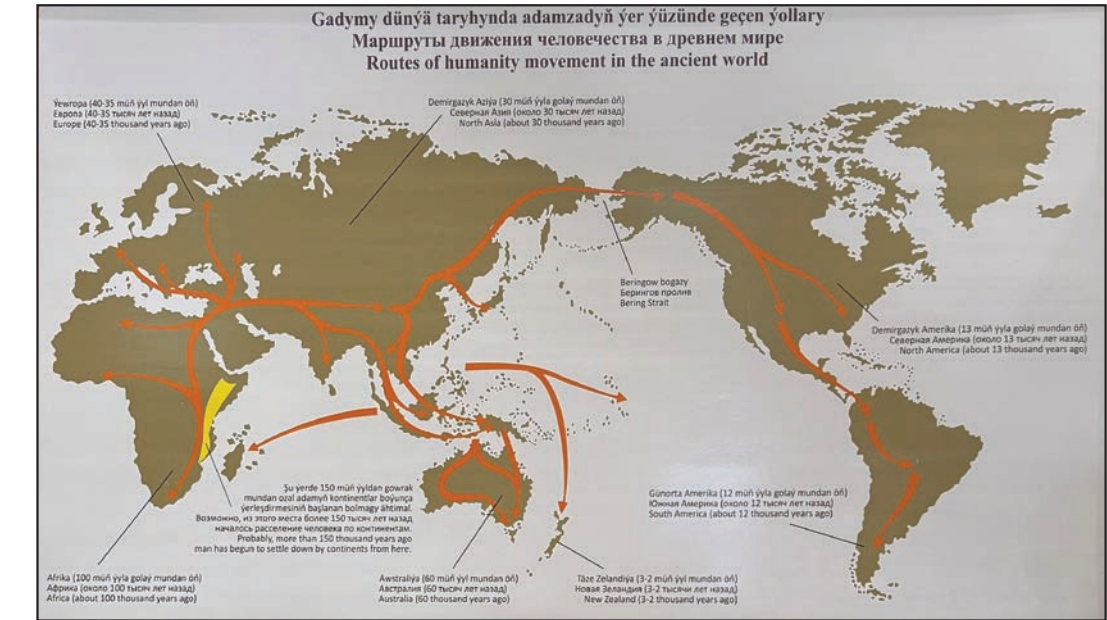 Gadymy dünýä taryhynda adamzadyň ýer ýüzünde geçen ýollary
Маршруты движения человечества в древнем мире
Routes of humanity movement in the ancient world
Ýewropa (40-35 müň ýyl mundan öň)
Европа (40-35 тысяч лет назад)
Europe (40-35 thousand years ago)
Demirgazyk Aziýa (30 müň ýyla golaý mundan öň)
Северная Азия (около 30 тысяч лет назад)
North Asia (about 30 thousand years ago)
Beringow bogazy
Берингов пролив
Bering Strait
Demirgazyk Amerika (13 müň ýyla golaý mundan öň)
Северная Америка (около 13 тысяч лет назад)
North America (about 13 thousand years ago)
Şu ýerde 150 müň ýyldan gowrak
mundan ozal adamyň kontinentlar boýunça
ýerleşdirmesiniň başlanan bolmagy ähtimal.
Возможно, из этого места более 150 тысяч лет назад
началось расселение человека по континентам.
Probably, more than 150 thousand years ago
man has begun to settle down by continents from here.
Günorta Amerika (12 müň ýyla golaý mundan öň)
Южная Америка (около 12 тысяч лет назад)
South America (about 12 thousand years ago)
Afrika (100 müň ýyla golaý mundan öň)
Африка (около 100 тысяч лет назад)
Africa (about 100 thousand years ago)
Awstraliýa (60 müň ýyl mundan öň)
Австралия (60 тысяч лет назад)
Australia (60 thousand years ago)
Täze Zelandiýa (3-2 müň ýyl mundan öň)
Новая Зеландия (3-2 тысячи лет назад)
New Zealand (3-2 thousand years ago)